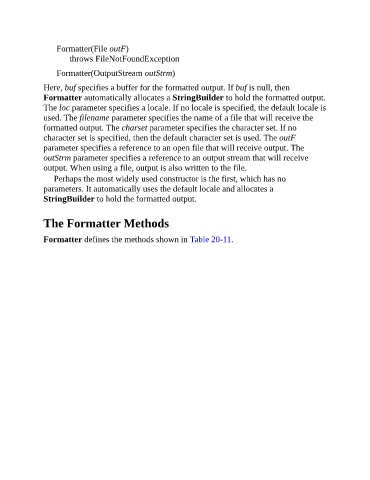 Formatter(File outF)
throws FileNotFoundException
Formatter(OutputStream outStrm)
Here, buf specifies a buffer for the formatted output. If buf is null, then
Formatter automatically allocates a StringBuilder to hold the formatted output.
The loc parameter specifies a locale. If no locale is specified, the default locale is
used. The filename parameter specifies the name of a file that will receive the
formatted output. The charset parameter specifies the character set. If no
character set is specified, then the default character set is used. The outF
parameter specifies a reference to an open file that will receive output. The
outStrm parameter specifies a reference to an output stream that will receive
output. When using a file, output is also written to the file.
Perhaps the most widely used constructor is the first, which has no
parameters. It automatically uses the default locale and allocates a
StringBuilder to hold the formatted output.
The Formatter Methods
Formatter defines the methods shown in Table 20-11.